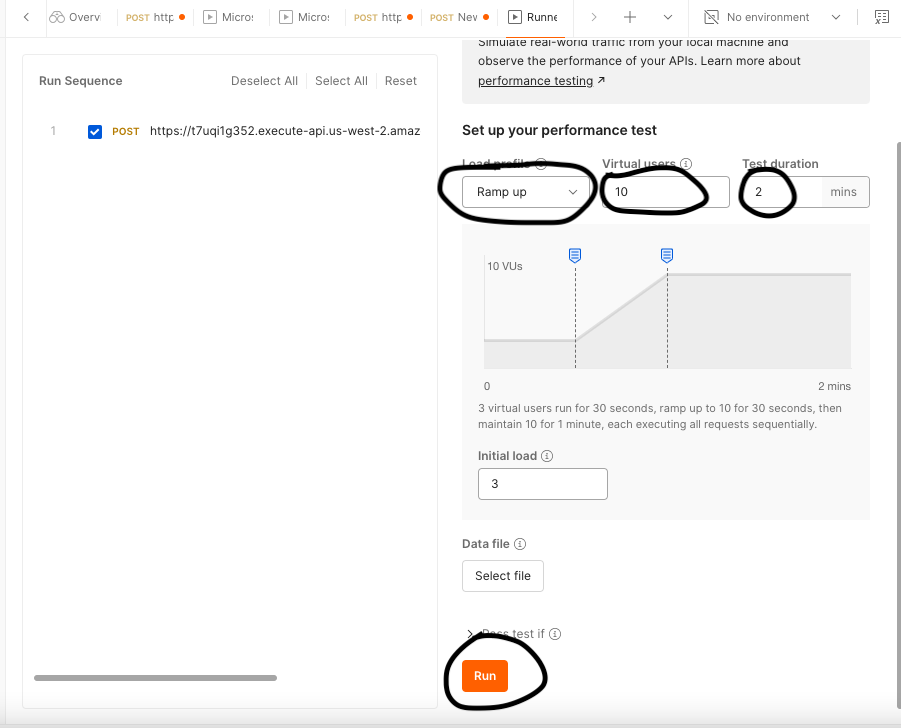 Overv
POST http
Micros
Micros
POST http
POST New
Runne
No environment
Run Sequence
Deselect All
Select All
Reset
1
POST https://t7uqi1g352.execute-api.us-west-2.amaz
Simulate real-world traffic from your local machine and
observe the performance of your APIs. Learn more about
performance testing
Set up your performance test
Load profile
Virtual users
Test duration
Ramp up
10
2
mins
10 VUs
0
2 mins
3 virtual users run for 30 seconds, ramp up to 10 for 30 seconds, then
maintain 10 for 1 minute, each executing all requests sequentially.
Initial load
3
Data file
Select file
Pass test if
Run